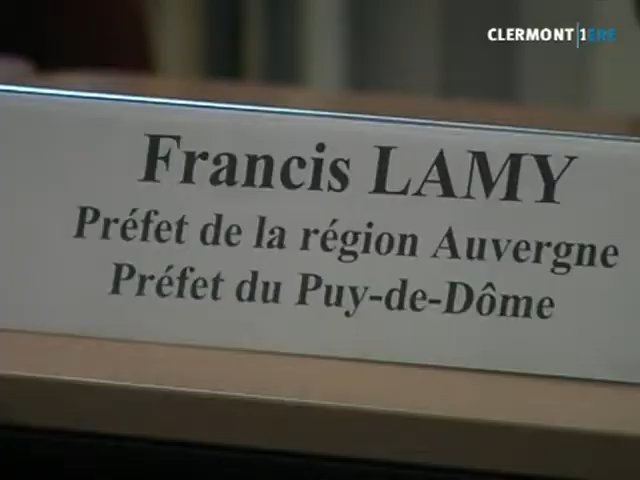 CLERMONT|1ERE
Francis LAMY
Préfet de la région Auvergne
Préfet du Puy-de-Dôme